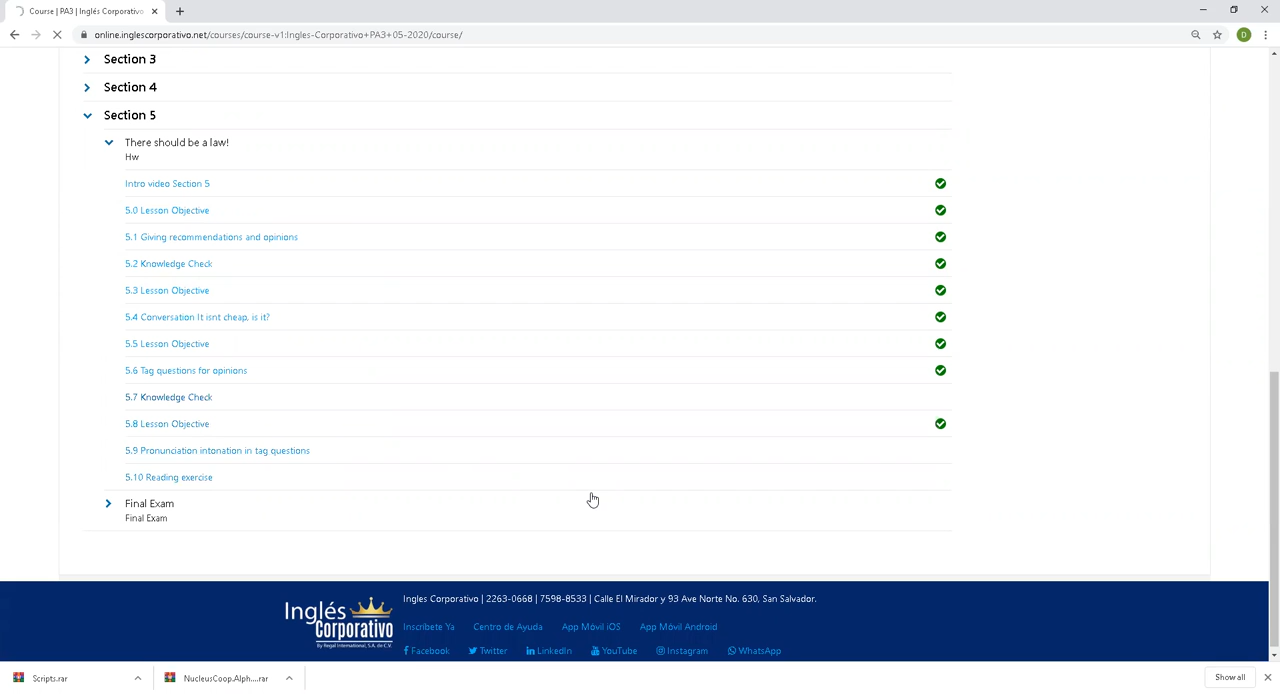 Course | PA3 | Inglés Corporativo
online.inglescorporativo.net/courses/course-v1:Ingles-Corporativo+PA3+05-2020/course/
D
Section 3
Section 4
Section 5
There should be a law!
Hw
Intro video Section 5
5.0 Lesson Objective
5.1 Giving recommendations and opinions
5.2 Knowledge Check
5.3 Lesson Objective
5.4 Conversation It isnt cheap, is it?
5.5 Lesson Objective
5.6 Tag questions for opinions
5.7 Knowledge Check
5.8 Lesson Objective
5.9 Pronunciation intonation in tag questions
5.10 Reading exercise
Final Exam
Final Exam
Inglés Corporativo
By Regal International, S.A. de C.V.
Ingles Corporativo | 2263-0668 | 7598-8533 | Calle El Mirador y 93 Ave Norte No. 630, San Salvador.
Inscríbete Ya Centro de Ayuda App Móvil iOS App Móvil Android
Facebook Twitter LinkedIn YouTube Instagram WhatsApp
Scripts.rar NucleusCoop.Alph....rar Show all